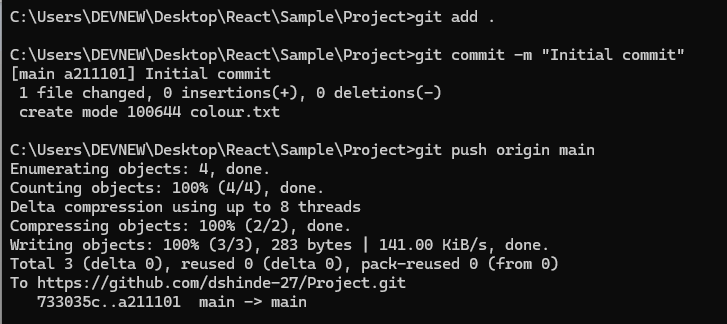 C:\Users\DEVNEW\Desktop\React\Sample\Project>git add .
C:\Users\DEVNEW\Desktop\React\Sample\Project>git commit -m "Initial commit"
[main a211101] Initial commit
 1 file changed, 0 insertions(+), 0 deletions(-)
 create mode 100644 colour.txt
C:\Users\DEVNEW\Desktop\React\Sample\Project>git push origin main
Enumerating objects: 4, done.
Counting objects: 100% (4/4), done.
Delta compression using up to 8 threads
Compressing objects: 100% (2/2), done.
Writing objects: 100% (3/3), 283 bytes | 141.00 KiB/s, done.
Total 3 (delta 0), reused 0 (delta 0), pack-reused 0 (from 0)
To https://github.com/dshinde-27/Project.git
   733035c..a211101  main -> main